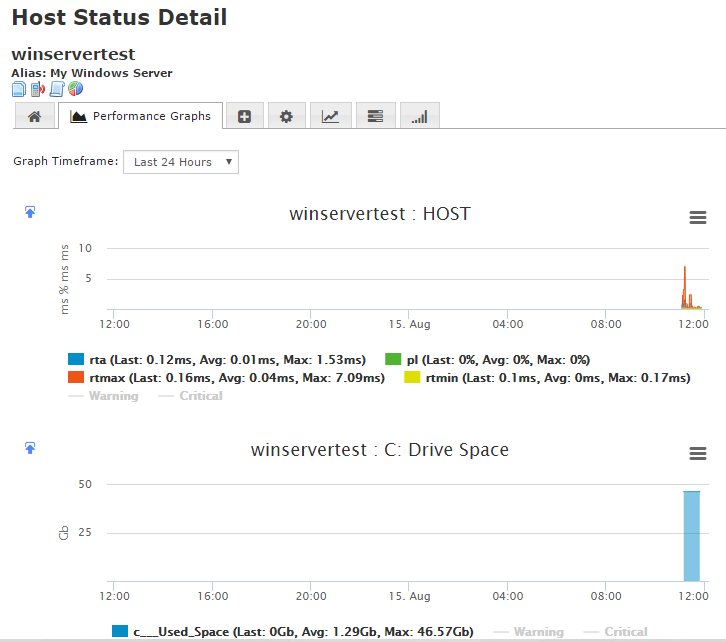 Host Status Detail
winservertest
Alias: My Windows Server
Performance Graphs
Graph Timeframe: Last 24 Hours
winservertest : HOST
10
5
ms % ms ms
12:00 16:00 20:00 15. Aug 04:00 08:00 12:00
rta (Last: 0.12ms, Avg: 0.01ms, Max: 1.53ms) pl (Last: 0%, Avg: 0%, Max: 0%)
rtmax (Last: 0.16ms, Avg: 0.04ms, Max: 7.09ms) rtmin (Last: 0.1ms, Avg: 0ms, Max: 0.17ms)
Warning Critical
winservertest : C: Drive Space
50
25
Gb
12:00 16:00 20:00 15. Aug 04:00 08:00 12:00
c___Used_Space (Last: 0Gb, Avg: 1.29Gb, Max: 46.57Gb) Warning Critical